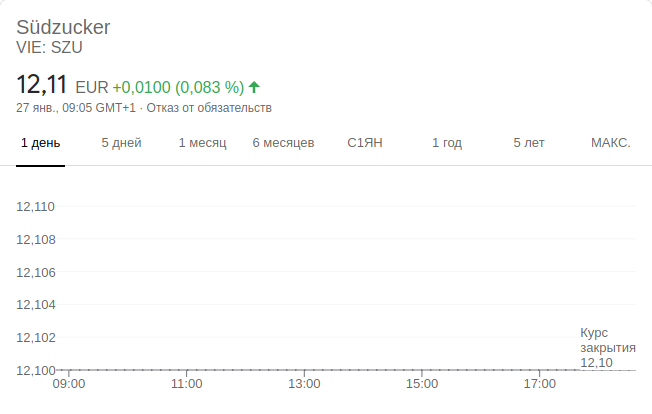 Südzucker
VIE: SZU
12,11 EUR +0,0100 (0,083 %)
27 янв., 09:05 GMT+1 · Отказ от обязательств
1 день 5 дней 1 месяц 6 месяцев С1ЯН 1 год 5 лет МАКС.
12,110
12,108
12,106
12,104
12,102
Курс
закрытия
12,10
12,100
09:00 11:00 13:00 15:00 17:00